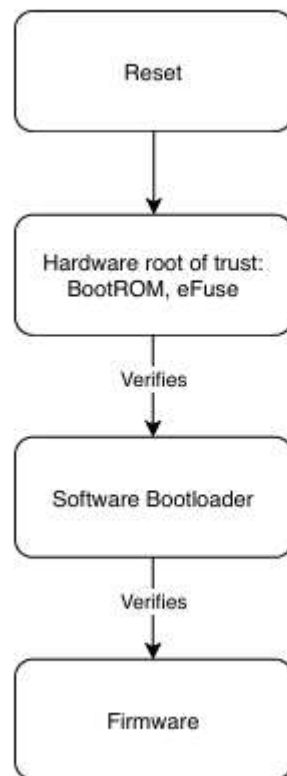 Reset
Hardware root of trust:
BootROM, eFuse
Verifies
Software Bootloader
Verifies
Firmware